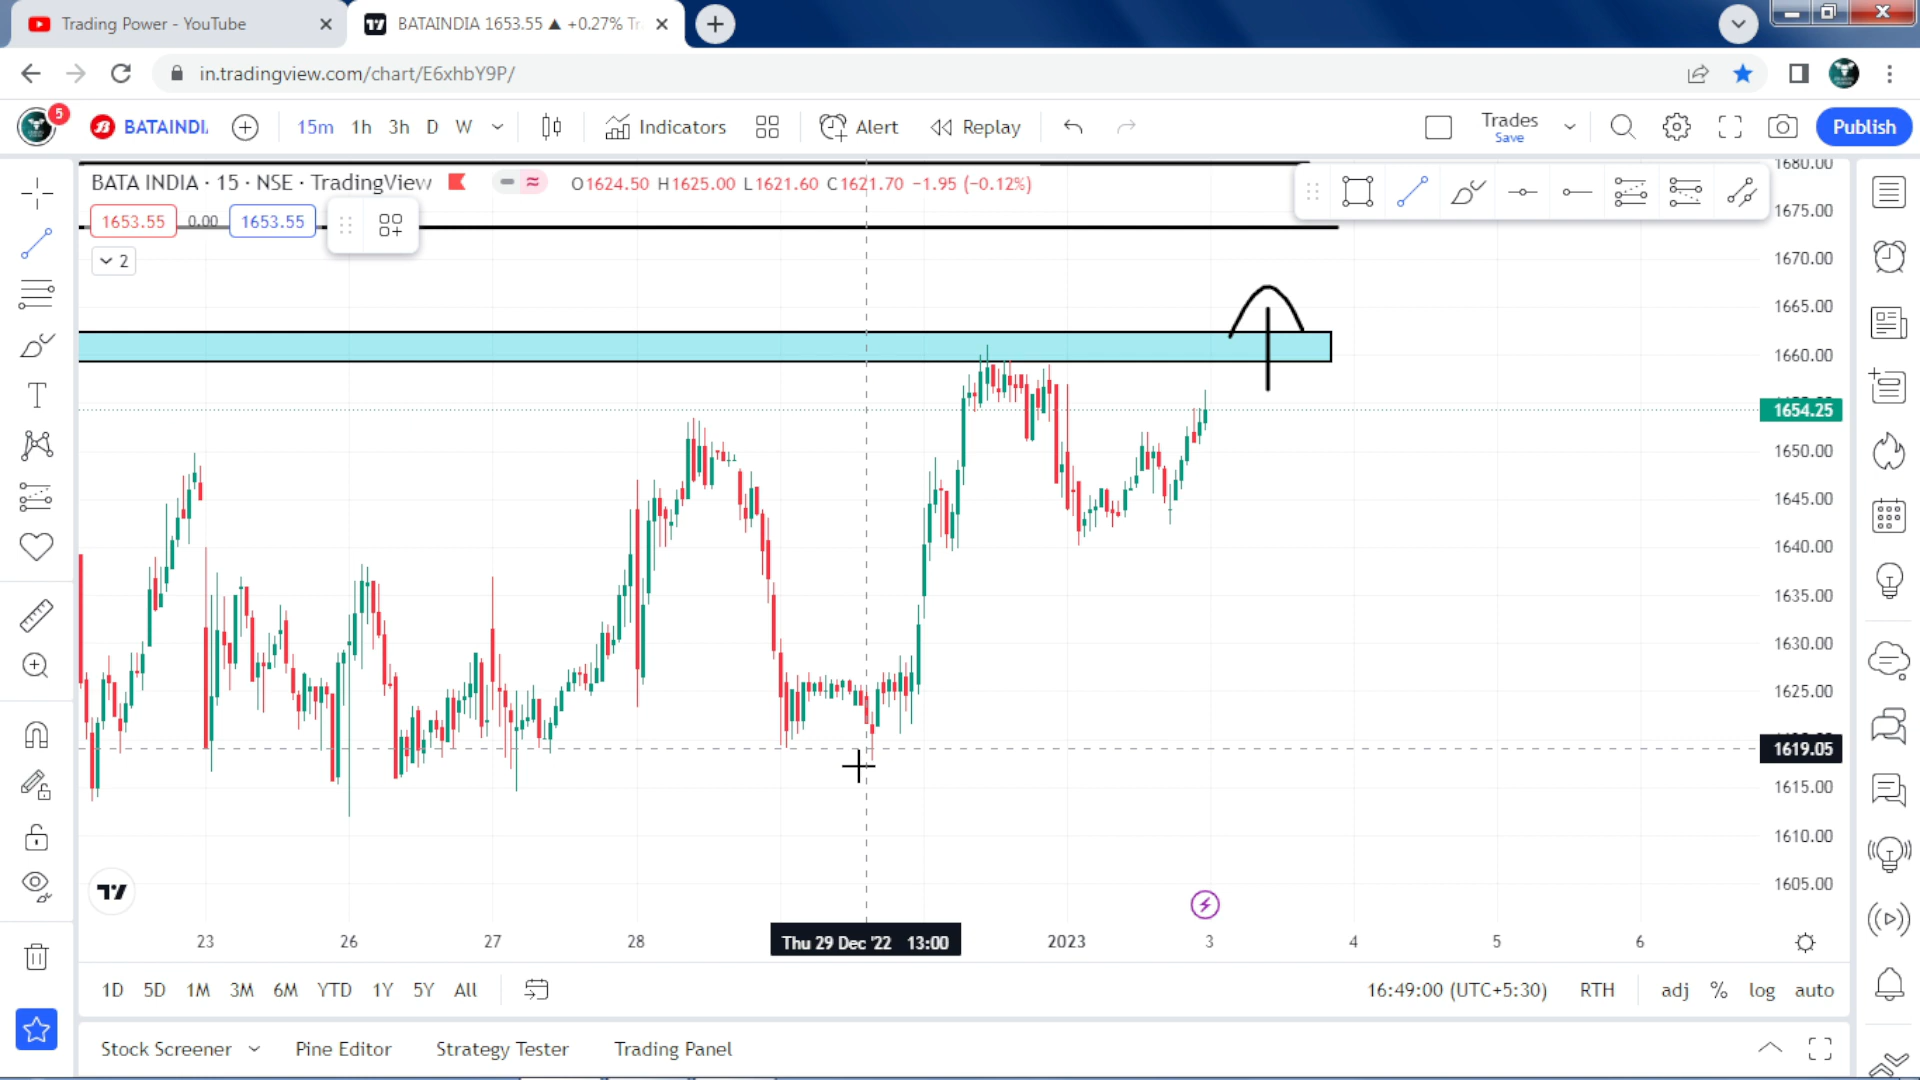 Trading Power - YouTube
BATAINDIA 1653.55 ▲ +0.27% Tr
in.tradingview.com/chart/E6xhbY9P/
5
BATAINDI
15m 1h 3h D W
Indicators
Alert
Replay
Trades
Save
Publish
BATA INDIA · 15 · NSE · TradingView
O1624.50 H1625.00 L1621.60 C1621.70 −1.95 (−0.12%)
1653.55 0.00 1653.55
2
1680.00
1675.00
1670.00
1665.00
1660.00
1654.25
1650.00
1645.00
1640.00
1635.00
1630.00
1625.00
1619.05
1615.00
1610.00
1605.00
23 26 27 28 Thu 29 Dec '22 13:00 2023 3 4 5 6
1D 5D 1M 3M 6M YTD 1Y 5Y All
16:49:00 (UTC+5:30) RTH adj % log auto
Stock Screener Pine Editor Strategy Tester Trading Panel